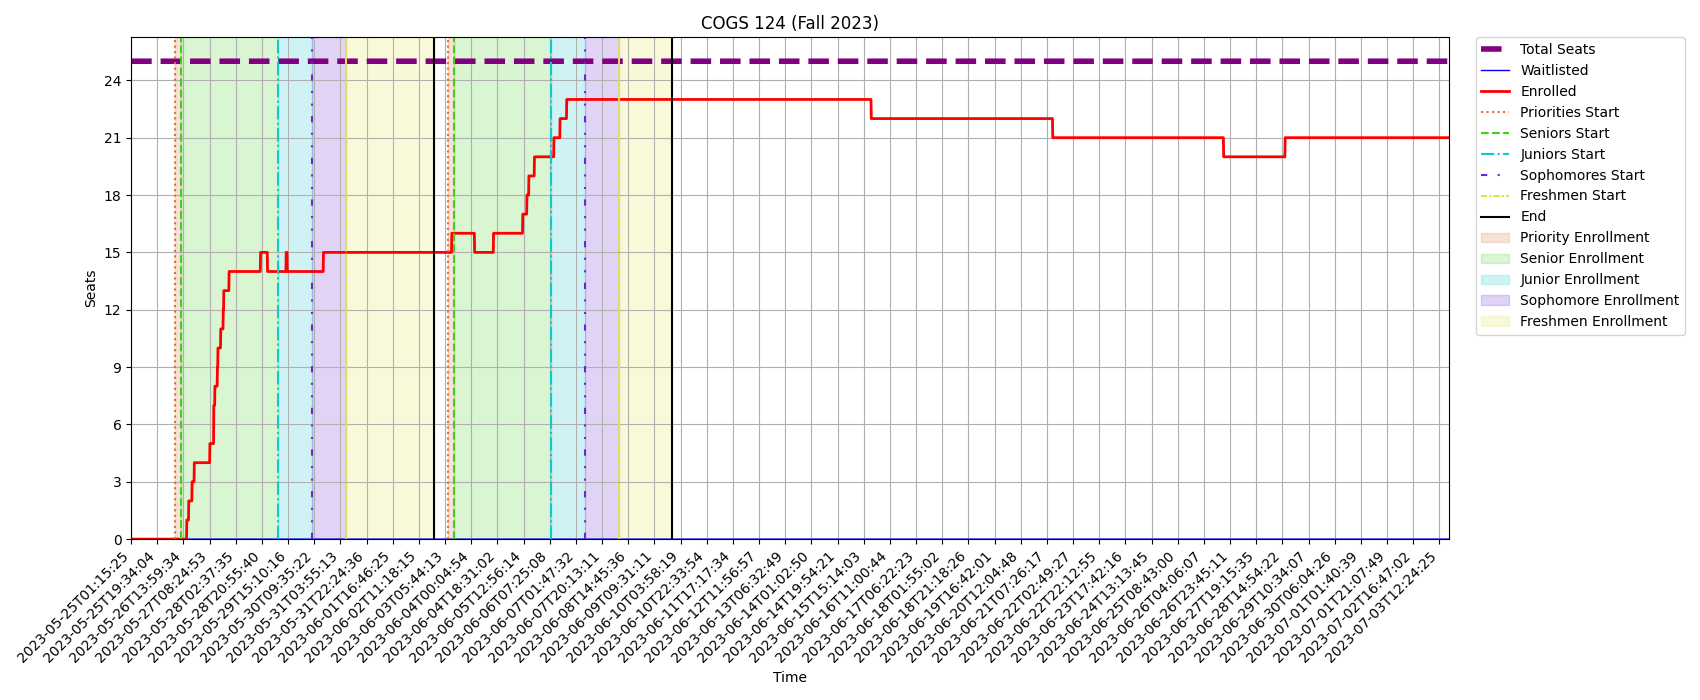 COGS 124 (Fall 2023)
Total Seats
Waitlisted
Enrolled
Priorities Start
Seniors Start
Juniors Start
Sophomores Start
Freshmen Start
End
Priority Enrollment
Senior Enrollment
Junior Enrollment
Sophomore Enrollment
Freshmen Enrollment
Seats
24
21
18
15
12
9
6
3
0
2023-05-25T01:15:25
2023-05-25T19:34:04
2023-05-26T13:59:34
2023-05-27T08:24:53
2023-05-28T02:37:35
2023-05-28T20:55:40
2023-05-29T15:10:16
2023-05-30T09:35:22
2023-05-31T03:55:13
2023-05-31T22:24:36
2023-06-01T16:46:25
2023-06-02T11:18:15
2023-06-03T05:44:13
2023-06-04T00:04:54
2023-06-04T18:31:02
2023-06-05T12:56:14
2023-06-06T07:25:08
2023-06-07T01:47:32
2023-06-07T20:13:11
2023-06-08T14:45:36
2023-06-09T09:31:11
2023-06-10T03:58:19
2023-06-10T22:33:54
2023-06-11T17:17:34
2023-06-12T11:56:57
2023-06-13T06:32:49
2023-06-14T01:02:50
2023-06-14T19:54:21
2023-06-15T15:14:03
2023-06-16T11:00:44
2023-06-17T06:22:23
2023-06-18T01:55:02
2023-06-18T21:18:26
2023-06-19T16:42:01
2023-06-20T12:04:48
2023-06-21T07:26:17
2023-06-22T02:49:27
2023-06-22T22:12:55
2023-06-23T17:42:16
2023-06-24T13:13:45
2023-06-25T08:43:00
2023-06-26T04:06:07
2023-06-26T23:45:11
2023-06-27T19:15:35
2023-06-28T14:54:22
2023-06-29T10:34:07
2023-06-30T06:04:26
2023-07-01T01:40:39
2023-07-01T21:07:49
2023-07-02T16:47:02
2023-07-03T12:24:25
Time